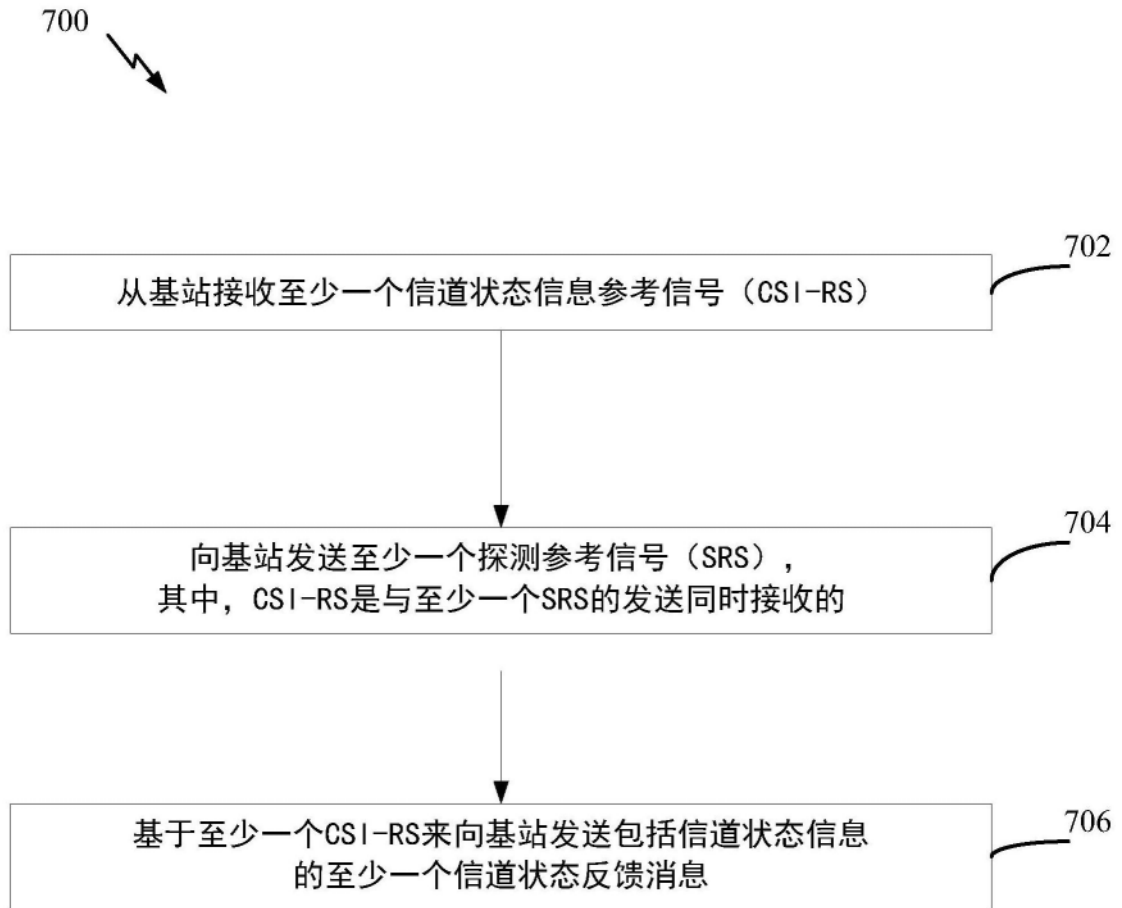 700
702
从基站接收至少一个信道状态信息参考信号（CSI-RS）
704
向基站发送至少一个探测参考信号（SRS），
其中，CSI-RS是与至少一个SRS的发送同时接收的
706
基于至少一个CSI-RS来向基站发送包括信道状态信息
的至少一个信道状态反馈消息